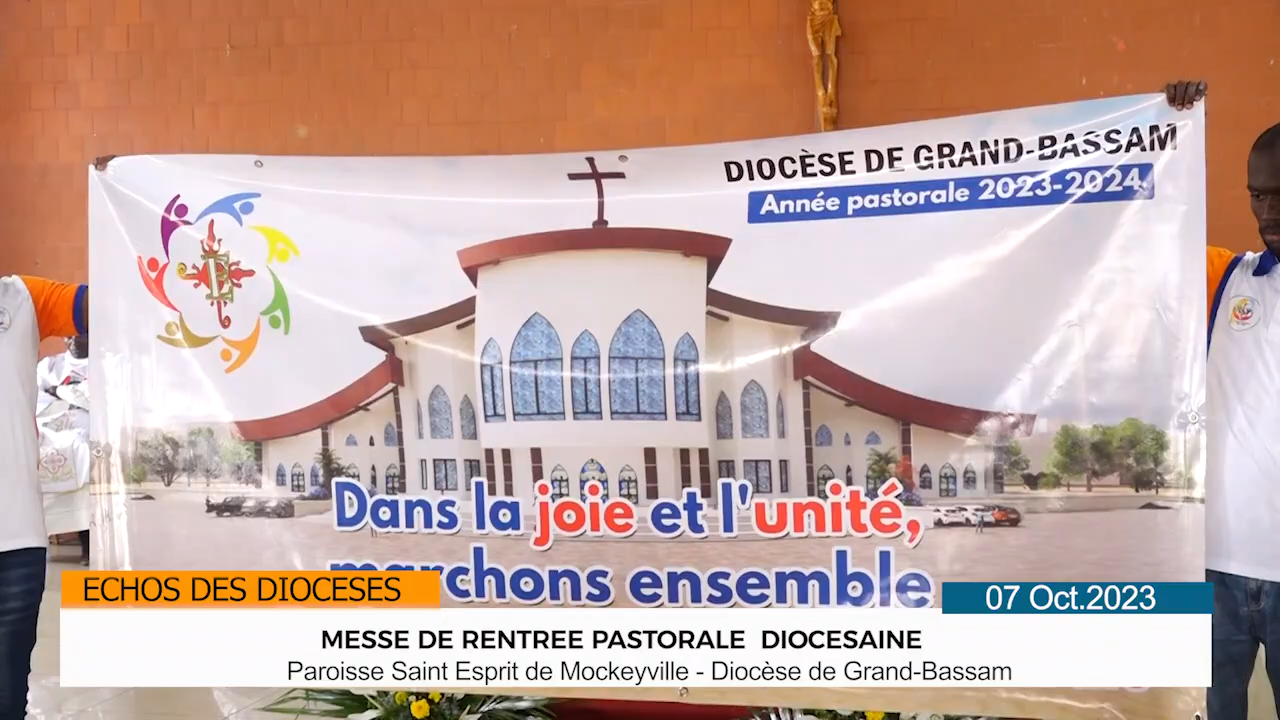 DIOCÈSE DE GRAND-BASSAM
Année pastorale 2023-2024
Dans la joie et l'unité,
marchons ensemble
ECHOS DES DIOCESES
07 Oct.2023
MESSE DE RENTREE PASTORALE DIOCESAINE
Paroisse Saint Esprit de Mockeyville - Diocèse de Grand-Bassam